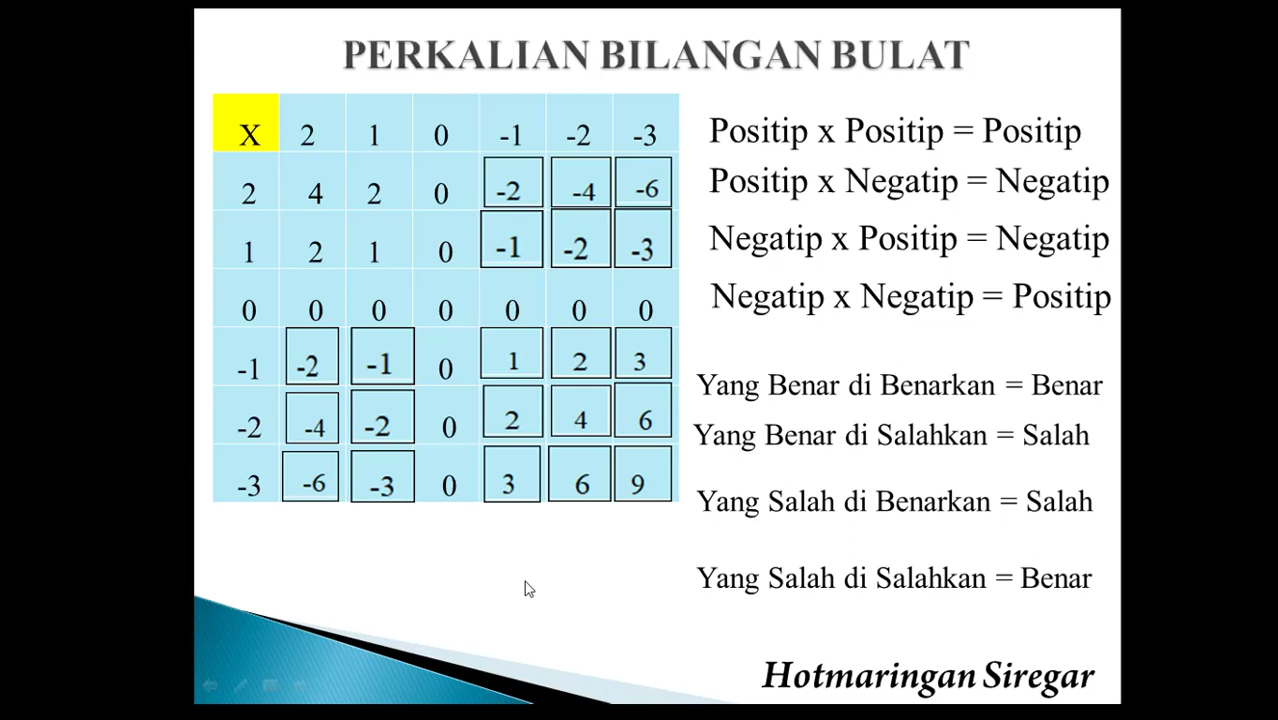 PERKALIAN BILANGAN BULAT
X 2 1 0 -1 -2 -3
2 4 2 0 -2 -4 -6
1 2 1 0 -1 -2 -3
0 0 0 0 0 0 0
-1 -2 -1 0 1 2 3
-2 -4 -2 0 2 4 6
-3 -6 -3 0 3 6 9
Positip x Positip = Positip
Positip x Negatip = Negatip
Negatip x Positip = Negatip
Negatip x Negatip = Positip
Yang Benar di Benarkan = Benar
Yang Benar di Salahkan = Salah
Yang Salah di Benarkan = Salah
Yang Salah di Salahkan = Benar
Hotmaringan Siregar